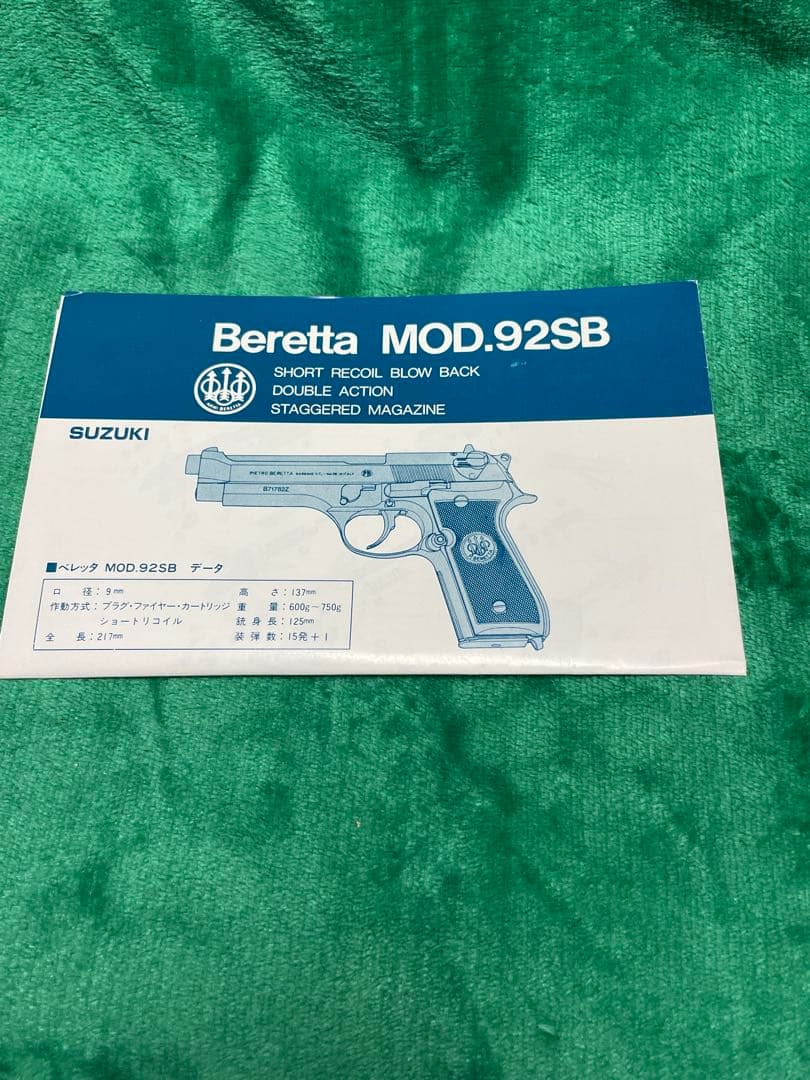 Beretta MOD.92SB
SHORT RECOIL BLOW BACK
DOUBLE ACTION
STAGGERED MAGAZINE
SUZUKI
PIETRO BERETTA
B71782Z
■ベレッタ MOD.92SB データ
口径:9mm
作動方式:プラグ・ファイヤー・カートリッジ
ショートリコイル
全長:217mm
高さ:137mm
重量:600g~750g
銃身長:125mm
装弾数:15発+1